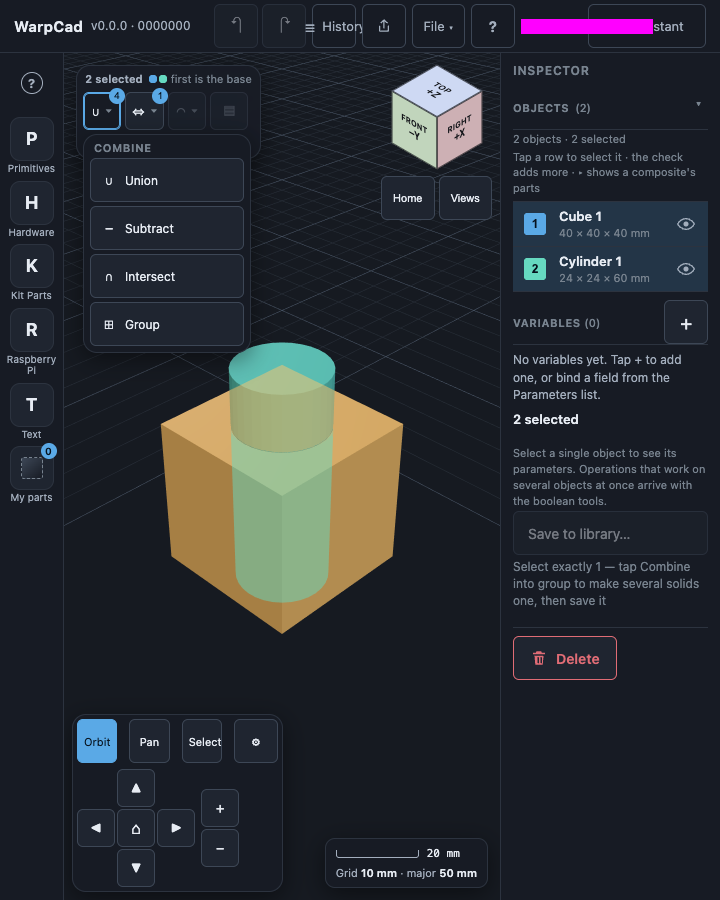 WarpCad v0.0.0 · 0000000
History
File
?
stant
?
P
Primitives
H
Hardware
K
Kit Parts
R
Raspberry
Pi
T
Text
0
My parts
2 selected first is the base
4
1
COMBINE
∪ Union
− Subtract
∩ Intersect
⊞ Group
TOP
+Z
FRONT
−Y
RIGHT
+X
Home
Views
Orbit
Pan
Select
+
−
20 mm
Grid 10 mm · major 50 mm
INSPECTOR
OBJECTS (2)
2 objects · 2 selected
Tap a row to select it · the check
adds more · ▸ shows a composite's
parts
1
Cube 1
40 × 40 × 40 mm
2
Cylinder 1
24 × 24 × 60 mm
VARIABLES (0)
+
No variables yet. Tap + to add
one, or bind a field from the
Parameters list.
2 selected
Select a single object to see its
parameters. Operations that work on
several objects at once arrive with
the boolean tools.
Save to library...
Select exactly 1 — tap Combine
into group to make several solids
one, then save it
Delete